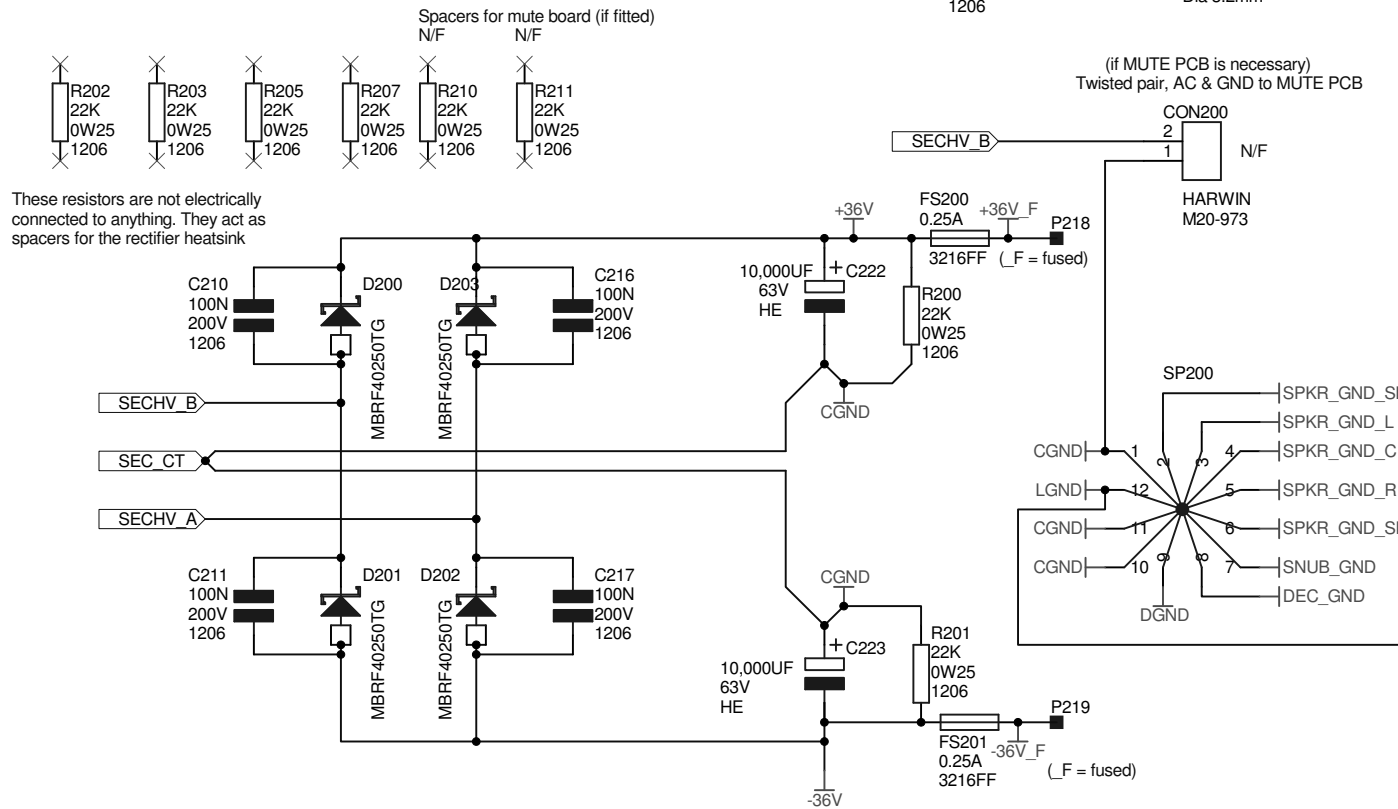 1206
Spacers for mute board (if fitted)
N/F
N/F
R202
22K
0W25
1206
R203
22K
0W25
1206
R205
22K
0W25
1206
R207
22K
0W25
1206
R210
22K
0W25
1206
R211
22K
0W25
1206
These resistors are not electrically
connected to anything. They act as
spacers for the rectifier heatsink
(if MUTE PCB is necessary)
Twisted pair, AC & GND to MUTE PCB
CON200
SECHV_B
2
1
N/F
HARWIN
M20-973
+36V
FS200
0.25A
3216FF
+36V_F
P218
(_F = fused)
C210
100N
200V
1206
D200
MBRF40250TG
D203
MBRF40250TG
C216
100N
200V
1206
10,000UF
63V
HE
+
C222
R200
22K
0W25
1206
CGND
SECHV_B
SEC_CT
SECHV_A
C211
100N
200V
1206
D201
MBRF40250TG
D202
MBRF40250TG
C217
100N
200V
1206
CGND
10,000UF
63V
HE
+
C223
R201
22K
0W25
1206
FS201
0.25A
3216FF
-36V_F
P219
(_F = fused)
-36V
SP200
CGND
LGND
CGND
CGND
1
12
11
10
2
3
4
5
6
7
8
9
SPKR_GND_L
SPKR_GND_C
SPKR_GND_R
SNUB_GND
DEC_GND
DGND